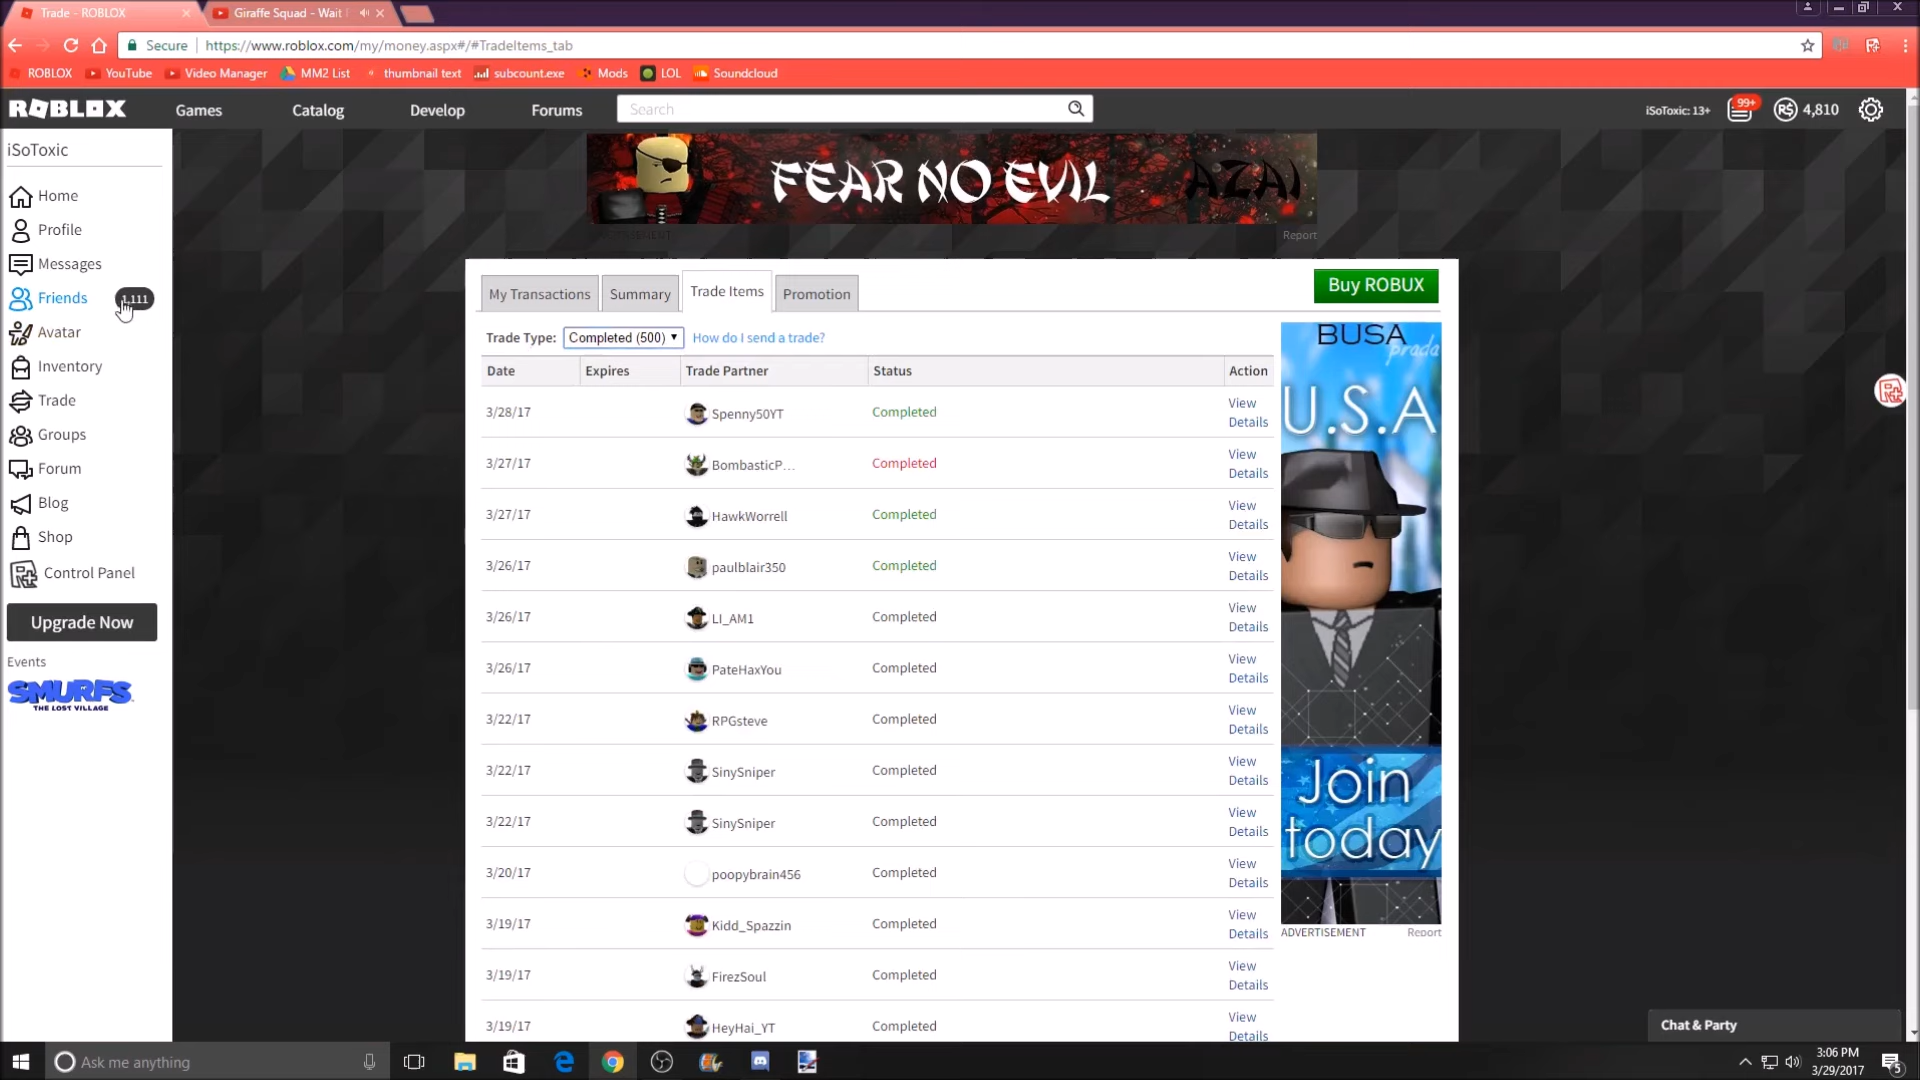 Trade - ROBLOX
Giraffe Squad - Wait
Secure https://www.roblox.com/my/money.aspx#/#TradeItems_tab
ROBLOX YouTube Video Manager MM2 List thumbnail text subcount.exe Mods LOL Soundcloud
ROBLOX Games Catalog Develop Forums Search iSoToxic: 13+ 99+ R$ 4,810
iSoToxic
Home
Profile
Messages
Friends 1,111
Avatar
Inventory
Trade
Groups
Forum
Blog
Shop
Control Panel
Upgrade Now
Events
SMURFS
THE LOST VILLAGE
FEAR NO EVIL AZAI
ADVERTISEMENT Report
My Transactions Summary Trade Items Promotion Buy ROBUX
Trade Type: Completed (500) How do I send a trade?
Date Expires Trade Partner Status Action
3/28/17 Spenny50YT Completed View Details
3/27/17 BombasticP... Completed View Details
3/27/17 HawkWorrell Completed View Details
3/26/17 paulblair350 Completed View Details
3/26/17 LI_AM1 Completed View Details
3/26/17 PateHaxYou Completed View Details
3/22/17 RPGsteve Completed View Details
3/22/17 SinySniper Completed View Details
3/22/17 SinySniper Completed View Details
3/20/17 poopybrain456 Completed View Details
3/19/17 Kidd_Spazzin Completed View Details
3/19/17 FirezSoul Completed View Details
3/19/17 HeyHai_YT Completed View Details
BUSA
prada
U.S.A
Join
today
ADVERTISEMENT Report
Chat & Party
Ask me anything
3:06 PM
3/29/2017
5